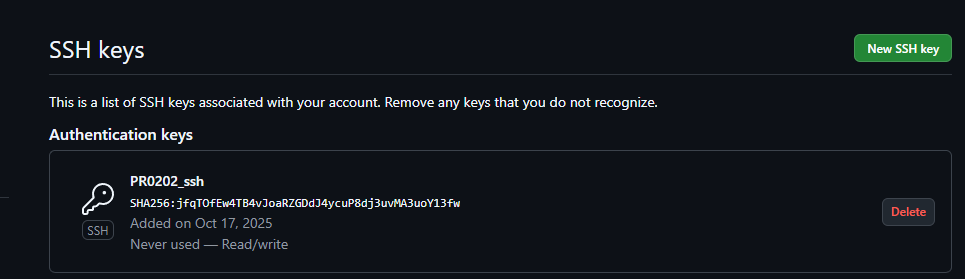 SSH keys
New SSH key
This is a list of SSH keys associated with your account. Remove any keys that you do not recognize.
Authentication keys
PR0202_ssh
SHA256:jfqTOfEw4TB4vJoaRZGDdJ4ycuP8dj3uvMA3uoY13fw
Added on Oct 17, 2025
Never used — Read/write
SSH
Delete